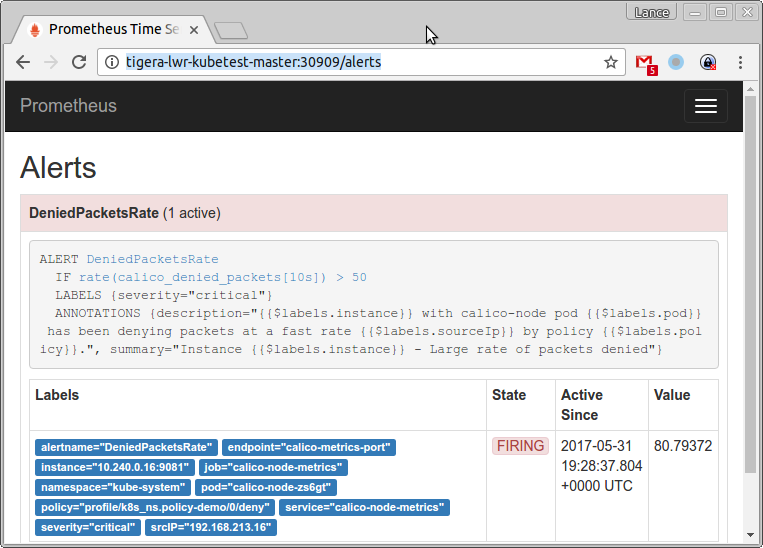 Lance
Prometheus Time Se
tigera-lwr-kubetest-master:30909/alerts
5
Prometheus
Alerts
DeniedPacketsRate (1 active)
ALERT DeniedPacketsRate
IF rate(calico_denied_packets[10s]) > 50
LABELS {severity="critical"}
ANNOTATIONS {description="{{$labels.instance}} with calico-node pod {{$labels.pod}}
has been denying packets at a fast rate {{$labels.sourceIp}} by policy {{$labels.pol
icy}}.", summary="Instance {{$labels.instance}} - Large rate of packets denied"}
Labels State Active Since Value
alertname="DeniedPacketsRate" endpoint="calico-metrics-port"
instance="10.240.0.16:9081" job="calico-node-metrics"
namespace="kube-system" pod="calico-node-zs6gt"
policy="profile/k8s_ns.policy-demo/0/deny" service="calico-node-metrics"
severity="critical" srcIP="192.168.213.16"
FIRING
2017-05-31
19:28:37.804
+0000 UTC
80.79372